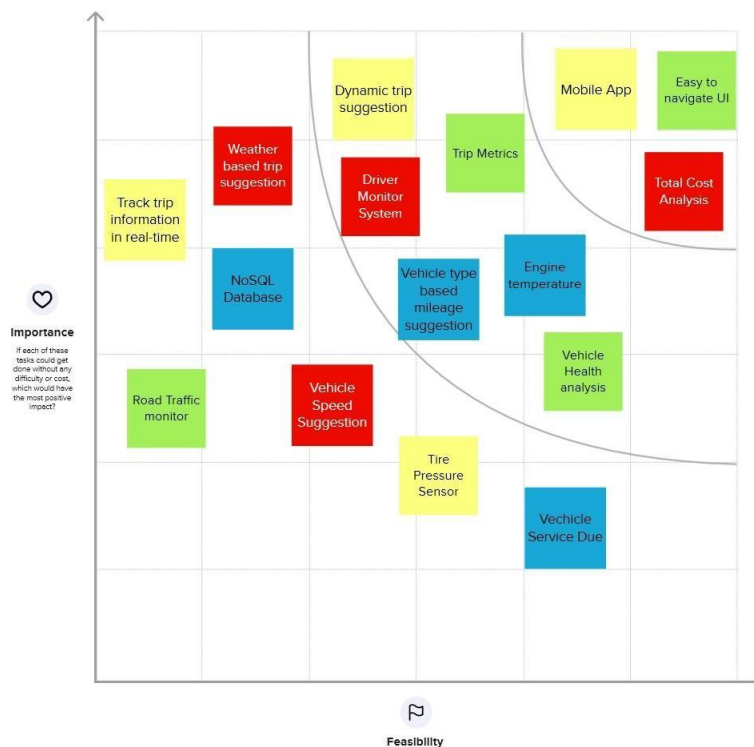 Dynamic trip
suggestion
Mobile App
Easy to
navigate UI
Weather
based trip
suggestion
Trip Metrics
Driver
Monitor
System
Total Cost
Analysis
Track trip
information
in real-time
NoSQL
Database
Vehicle type
based
mileage
suggestion
Engine
temperature
Importance
If each of these
tasks could get
done without any
difficulty or cost,
which would have
the most positive
impact?
Vehicle
Health
analysis
Road Traffic
monitor
Vehicle
Speed
Suggestion
Tire
Pressure
Sensor
Vechicle
Service Due
Feasibility